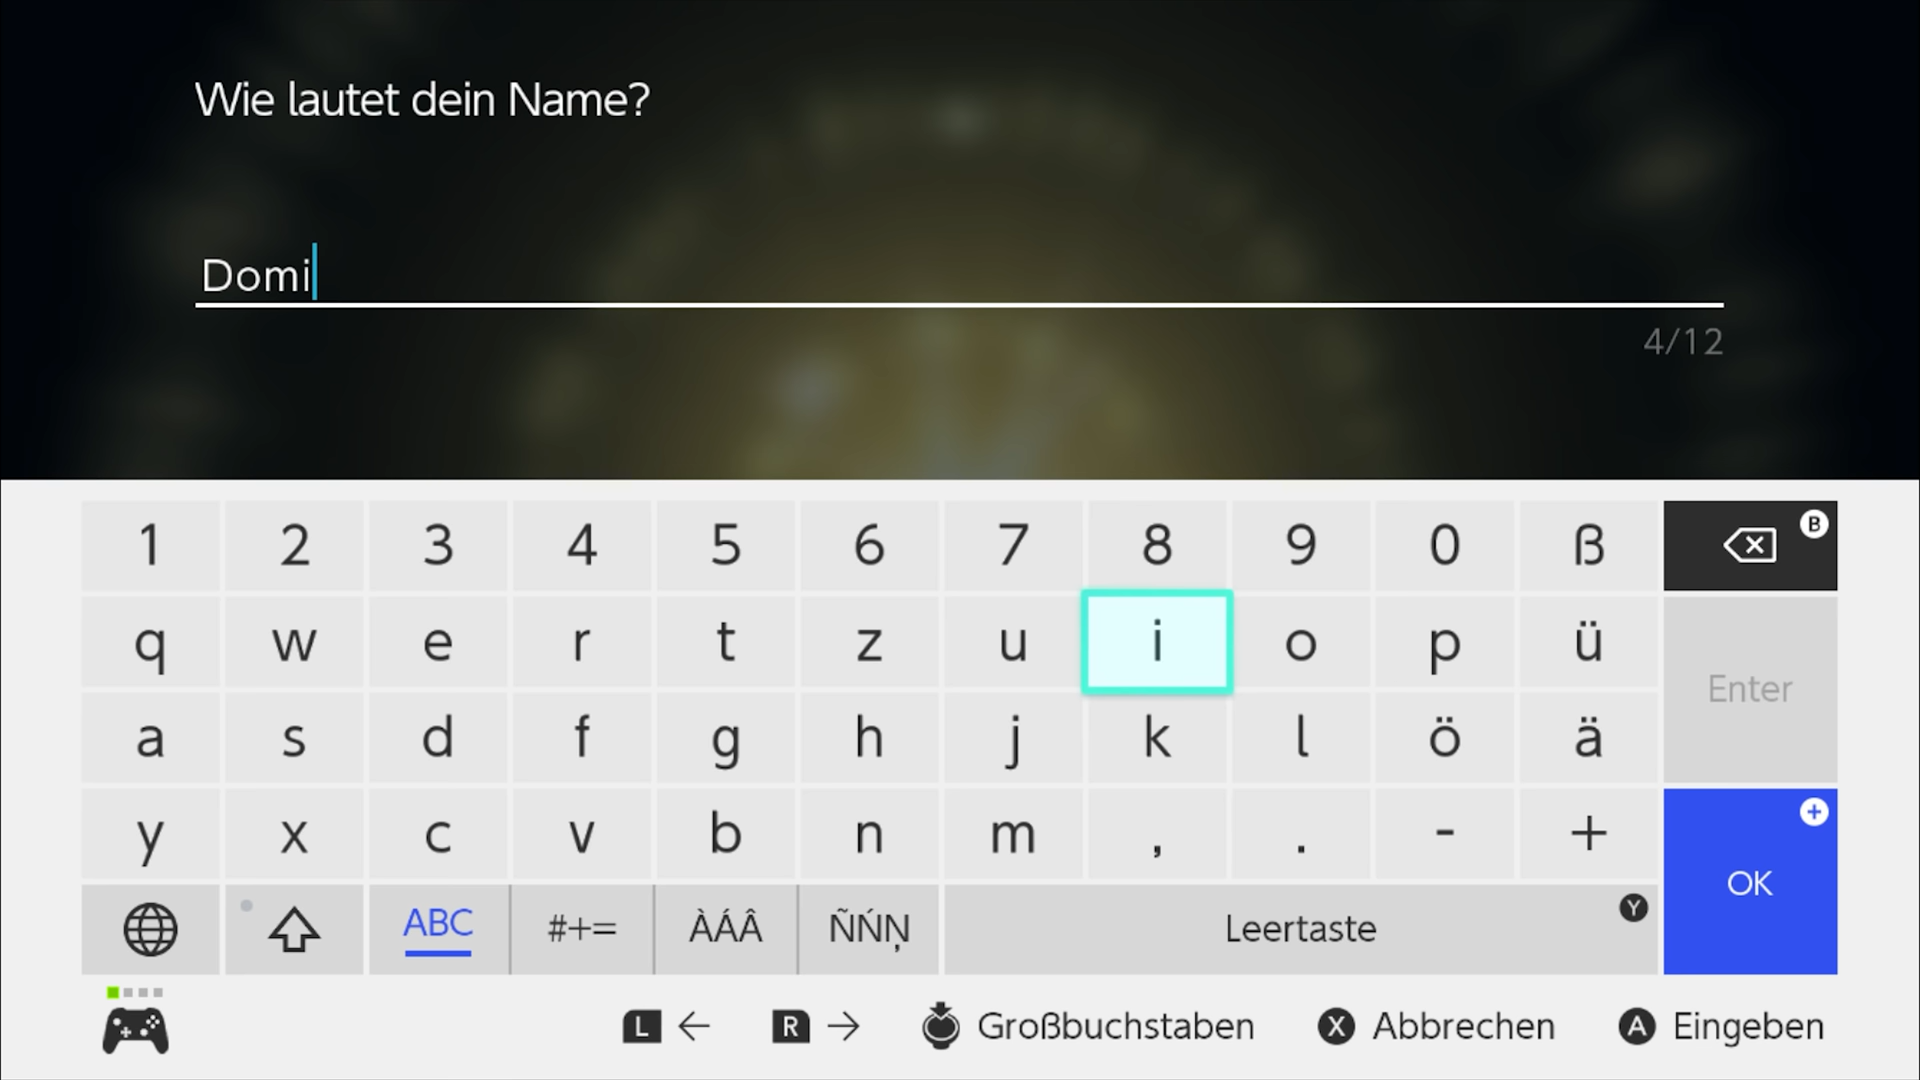 Wie lautet dein Name?
Domi
4/12
1 2 3 4 5 6 7 8 9 0 ß B
q w e r t z u i o p ü Enter
a s d f g h j k l ö ä
y x c v b n m , . - + OK
ABC #+= ÀÁÂ ÑŃŅ Leertaste Y
L ← R → Großbuchstaben X Abbrechen A Eingeben